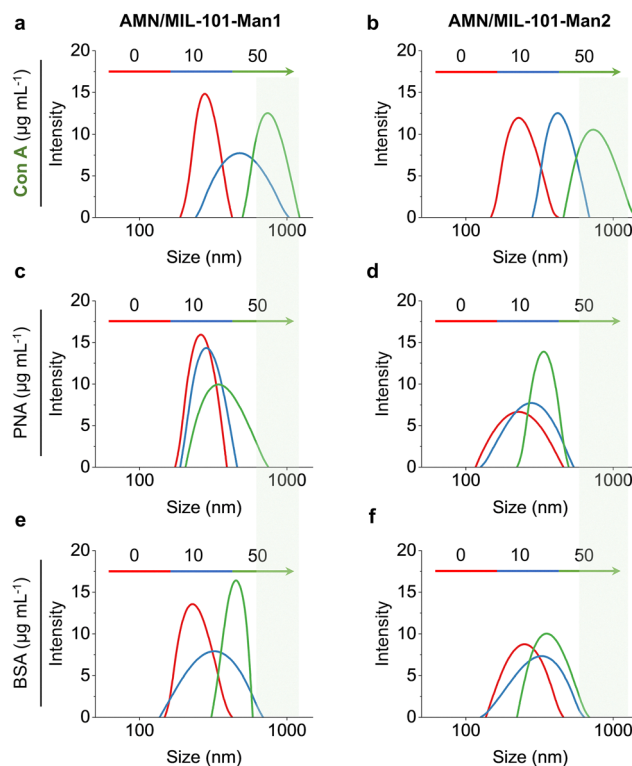 AMN/MIL-101-Man1
AMN/MIL-101-Man2
a
Con A (µg mL-1)
Intensity
20
15
10
5
0
0 10 50
100 1000
Size (nm)
b
Intensity
20
15
10
5
0
0 10 50
100 1000
Size (nm)
c
PNA (µg mL-1)
Intensity
20
15
10
5
0
0 10 50
100 1000
Size (nm)
d
Intensity
20
15
10
5
0
0 10 50
100 1000
Size (nm)
e
BSA (µg mL-1)
Intensity
20
15
10
5
0
0 10 50
100 1000
Size (nm)
f
Intensity
20
15
10
5
0
0 10 50
100 1000
Size (nm)